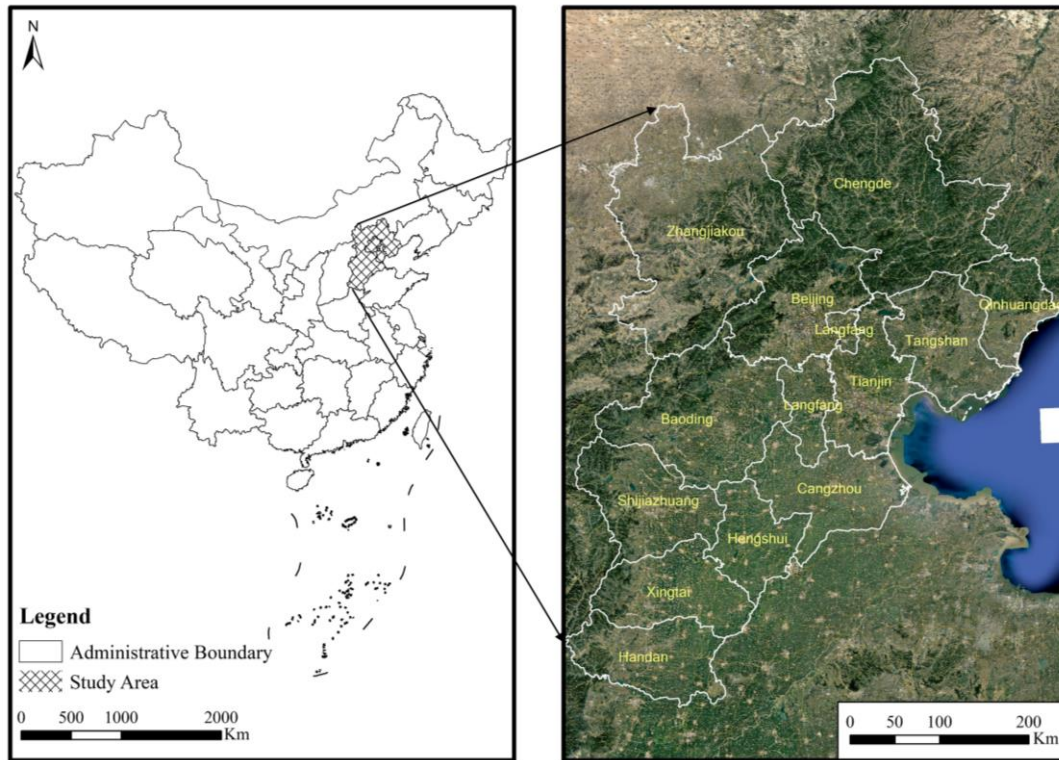 N
Legend
Administrative Boundary
Study Area
0 500 1000 2000
Km
Chengde
Zhangjiakou
Beijing
Qinhuangdao
Langfang
Tangshan
Tianjin
Langfang
Baoding
Cangzhou
Shijiazhuang
Hengshui
Xingtai
Handan
0 50 100 200
Km